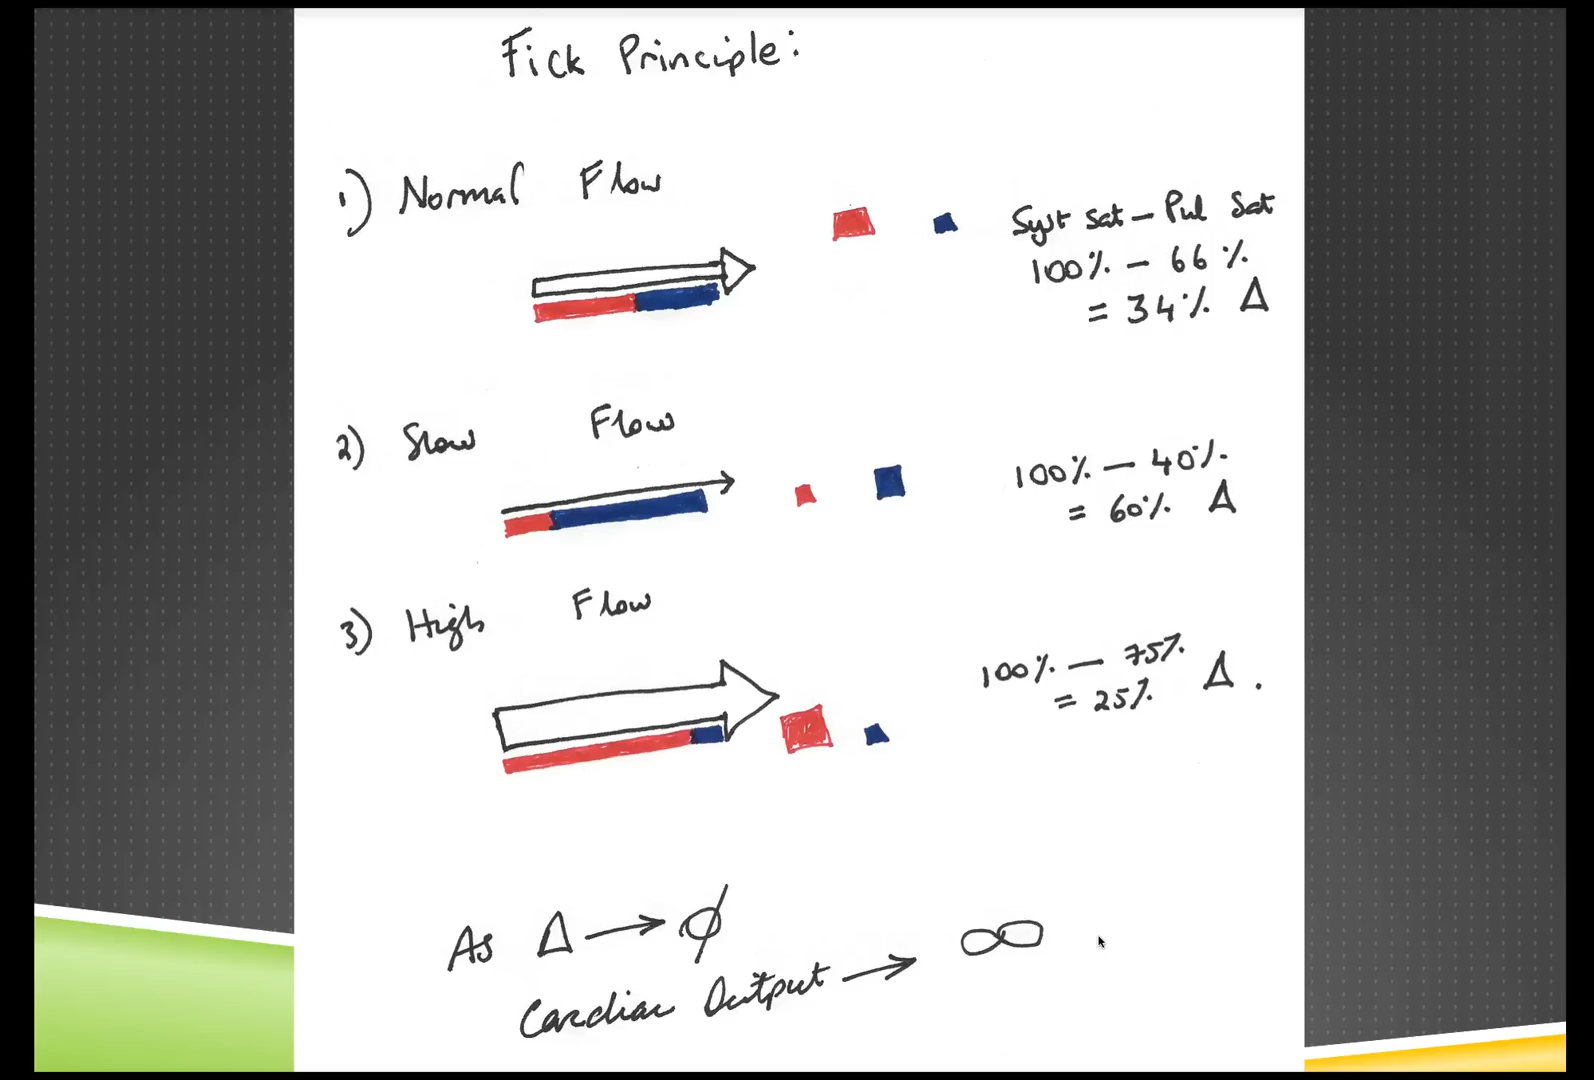 Fick Principle:
1) Normal Flow
Syst Sat - Pul Sat
100% - 66%
= 34% Δ
2) Slow Flow
100% - 40%
= 60% Δ
3) High Flow
100% - 75%
= 25% Δ.
As Δ → ϕ
Cardiac Output → ∞